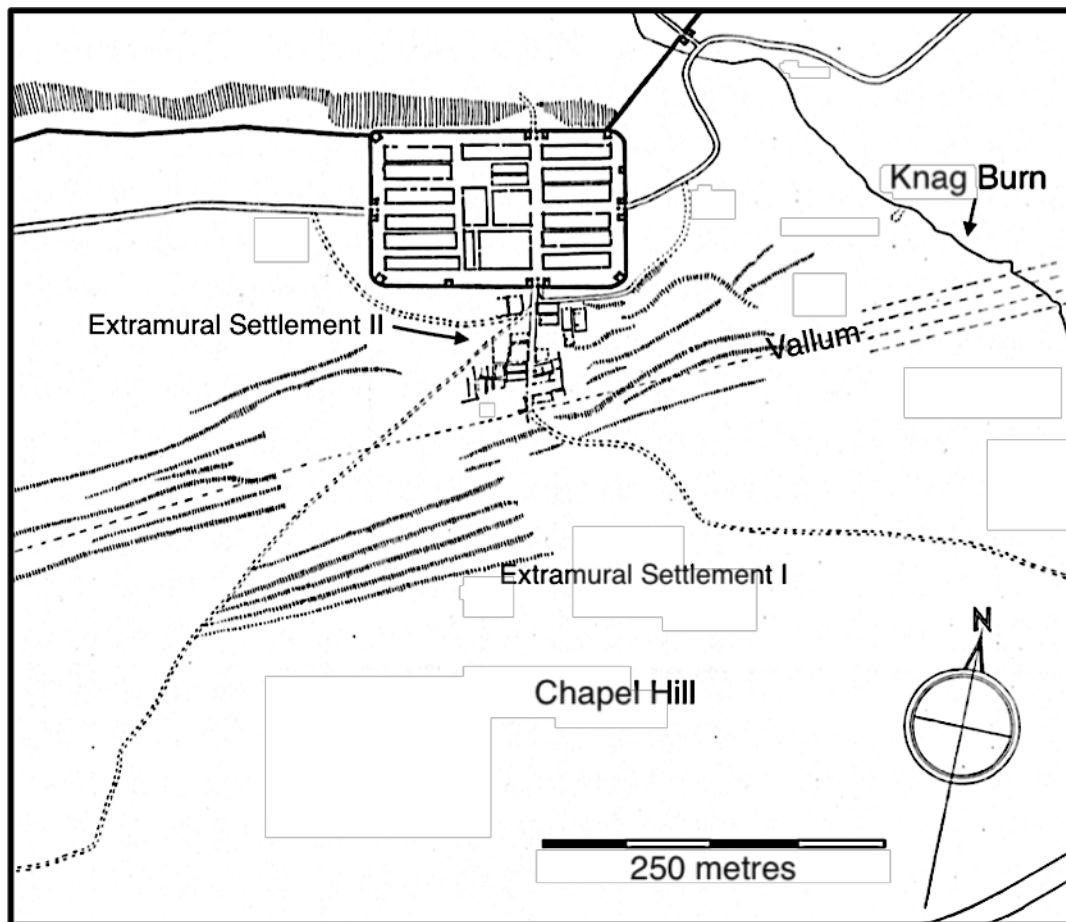 N
Knag Burn
Extramural Settlement II
Vallum
Extramural Settlement I
Chapel Hill
250 metres